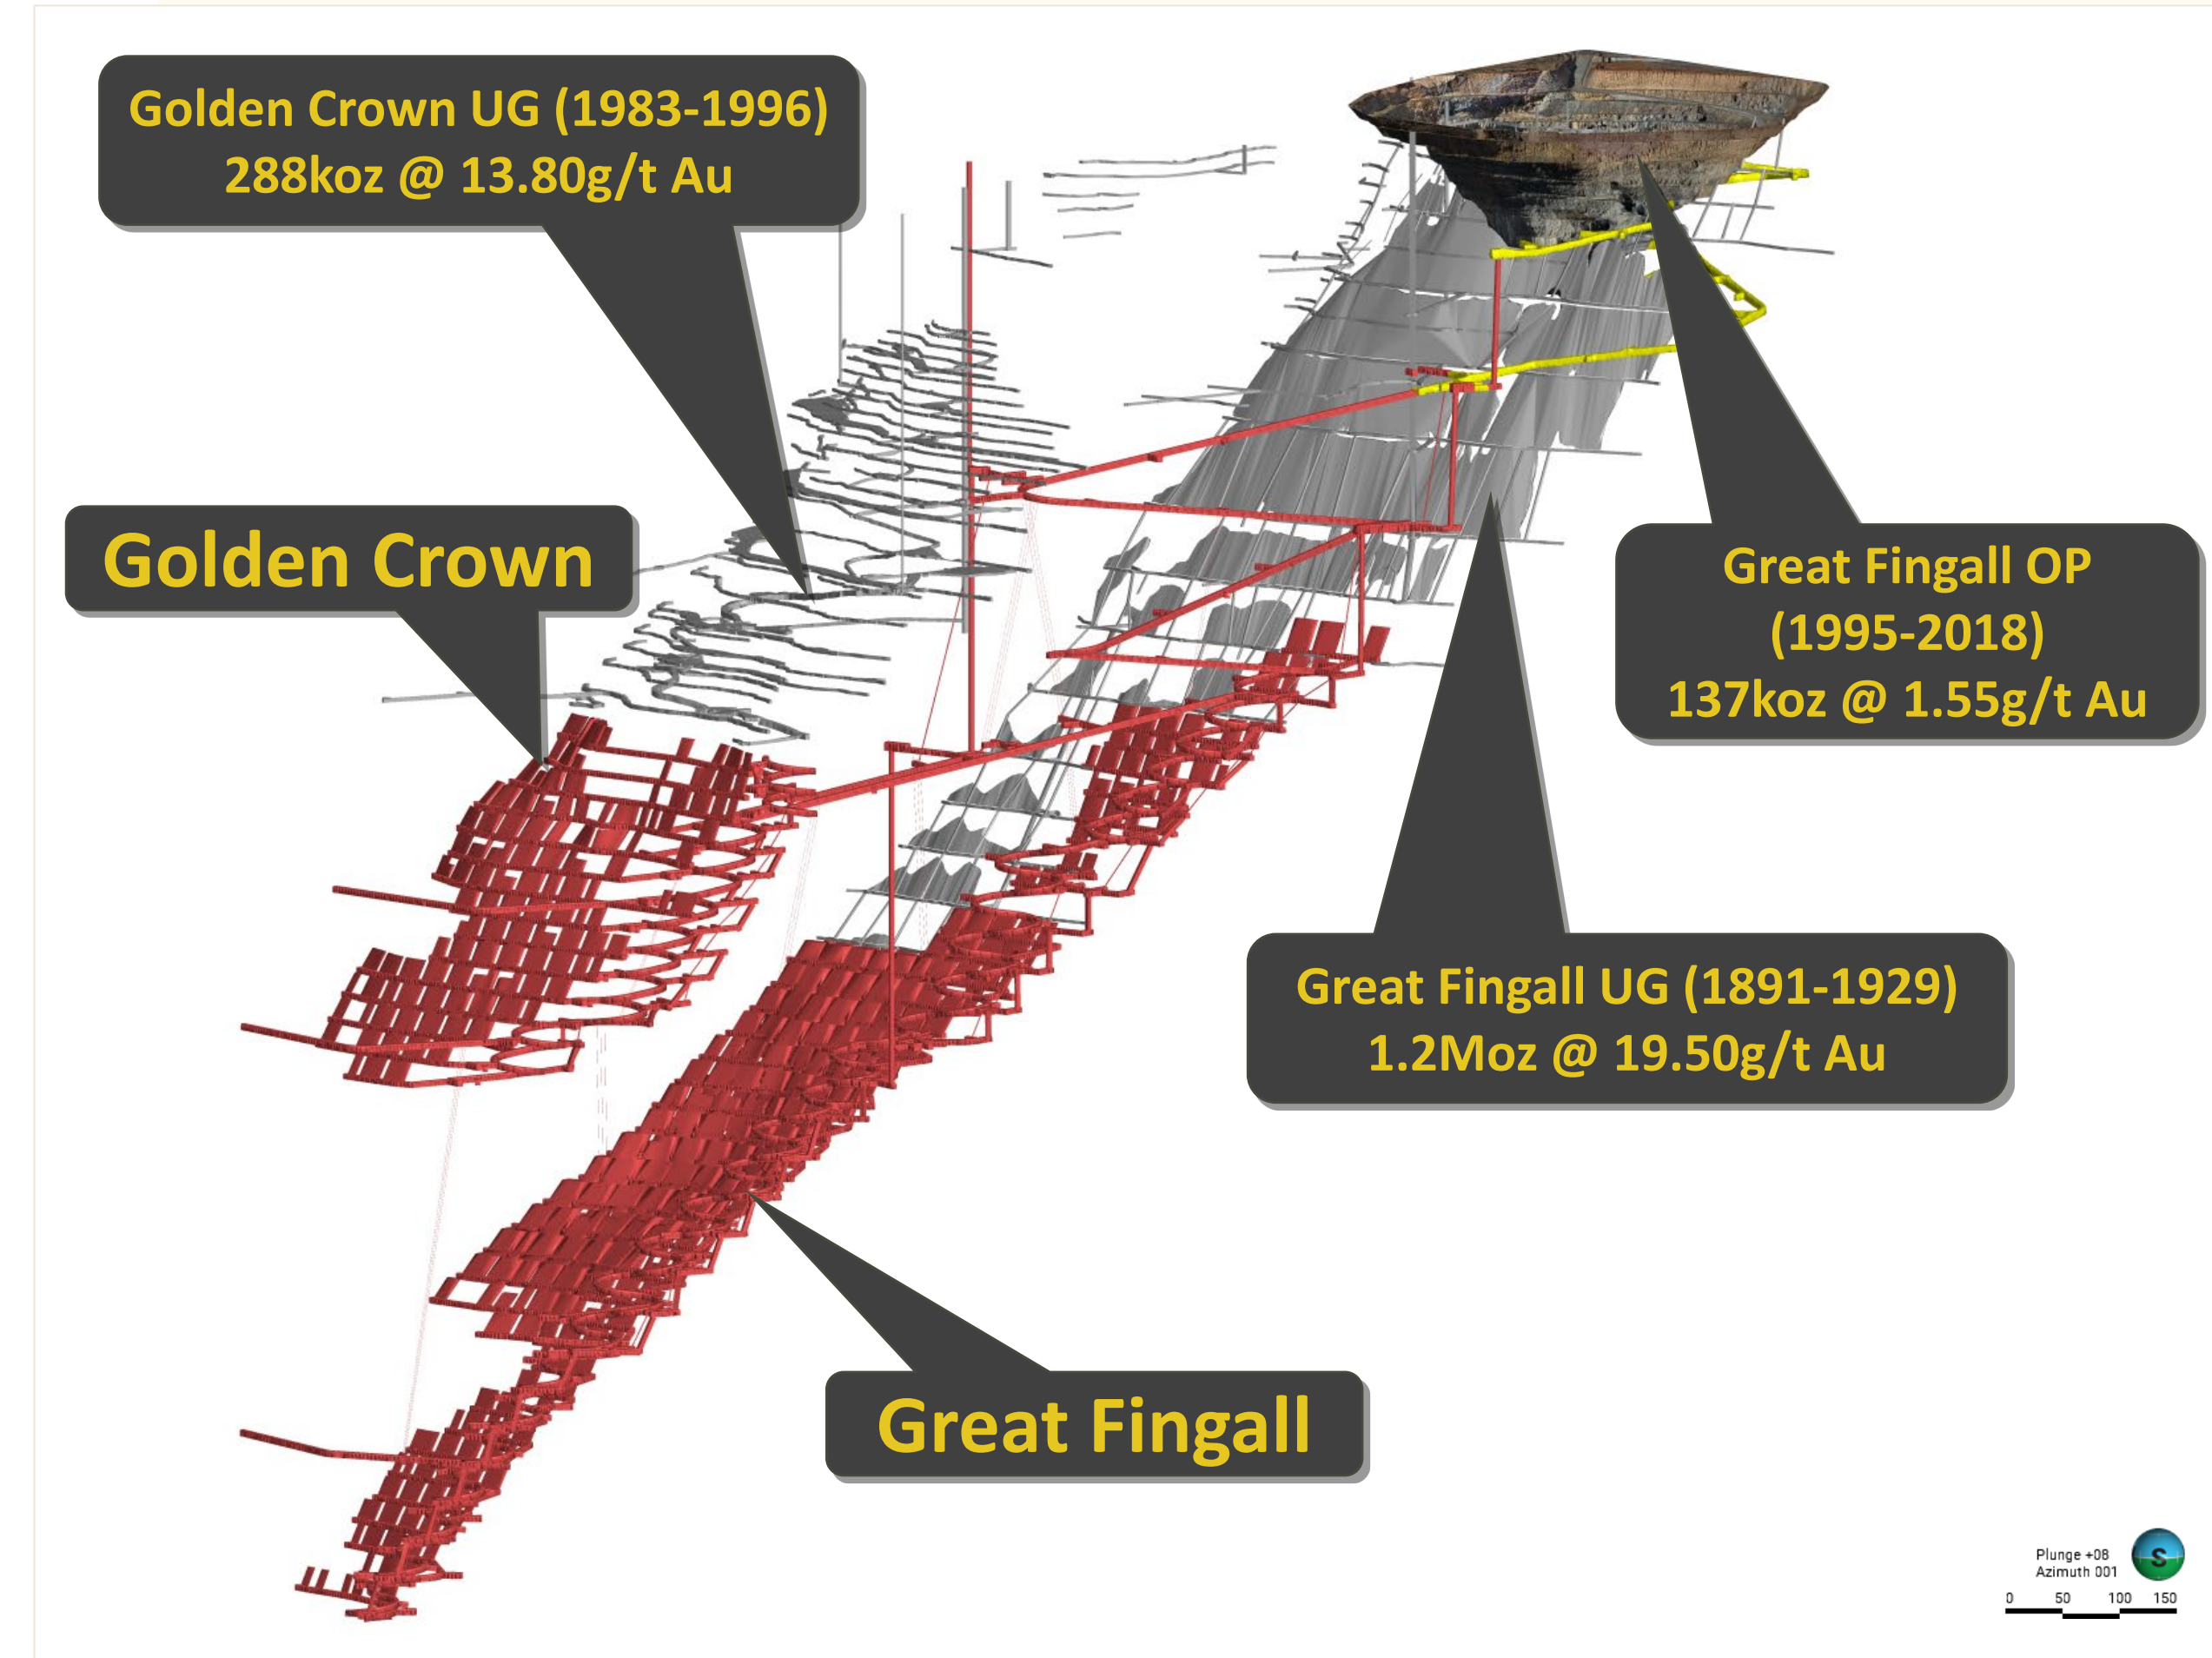 Golden Crown UG (1983-1996)
288koz @ 13.80g/t Au
Golden Crown
Great Fingall OP
(1995-2018)
137koz @ 1.55g/t Au
Great Fingall UG (1891-1929)
1.2Moz @ 19.50g/t Au
Great Fingall
Plunge +08
Azimuth 001
S
0 50 100 150